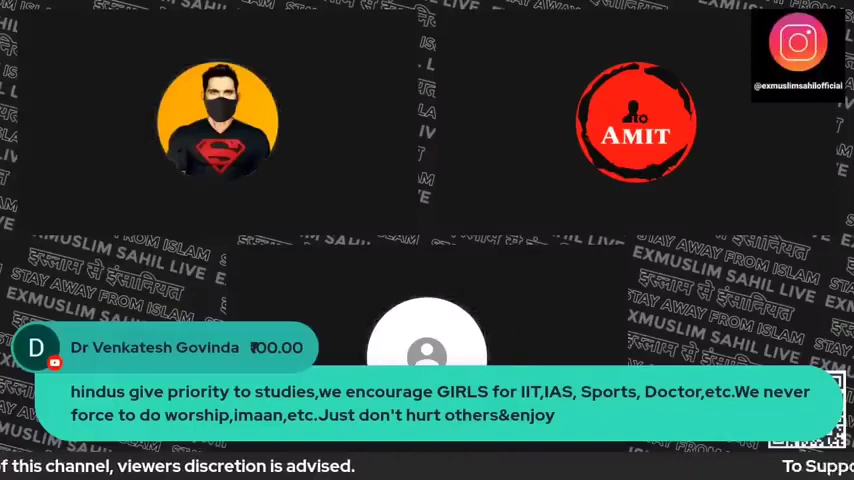 @exmuslimsahilofficial
AMIT
STAY AWAY FROM ISLAM
EXMUSLIM SAHIL LIVE
इस्लाम से इंसानियत
Dr Venkatesh Govinda ₹100.00
hindus give priority to studies,we encourage GIRLS for IIT,IAS, Sports, Doctor,etc.We never
force to do worship,imaan,etc.Just don't hurt others&enjoy
of this channel, viewers discretion is advised.
To Suppo